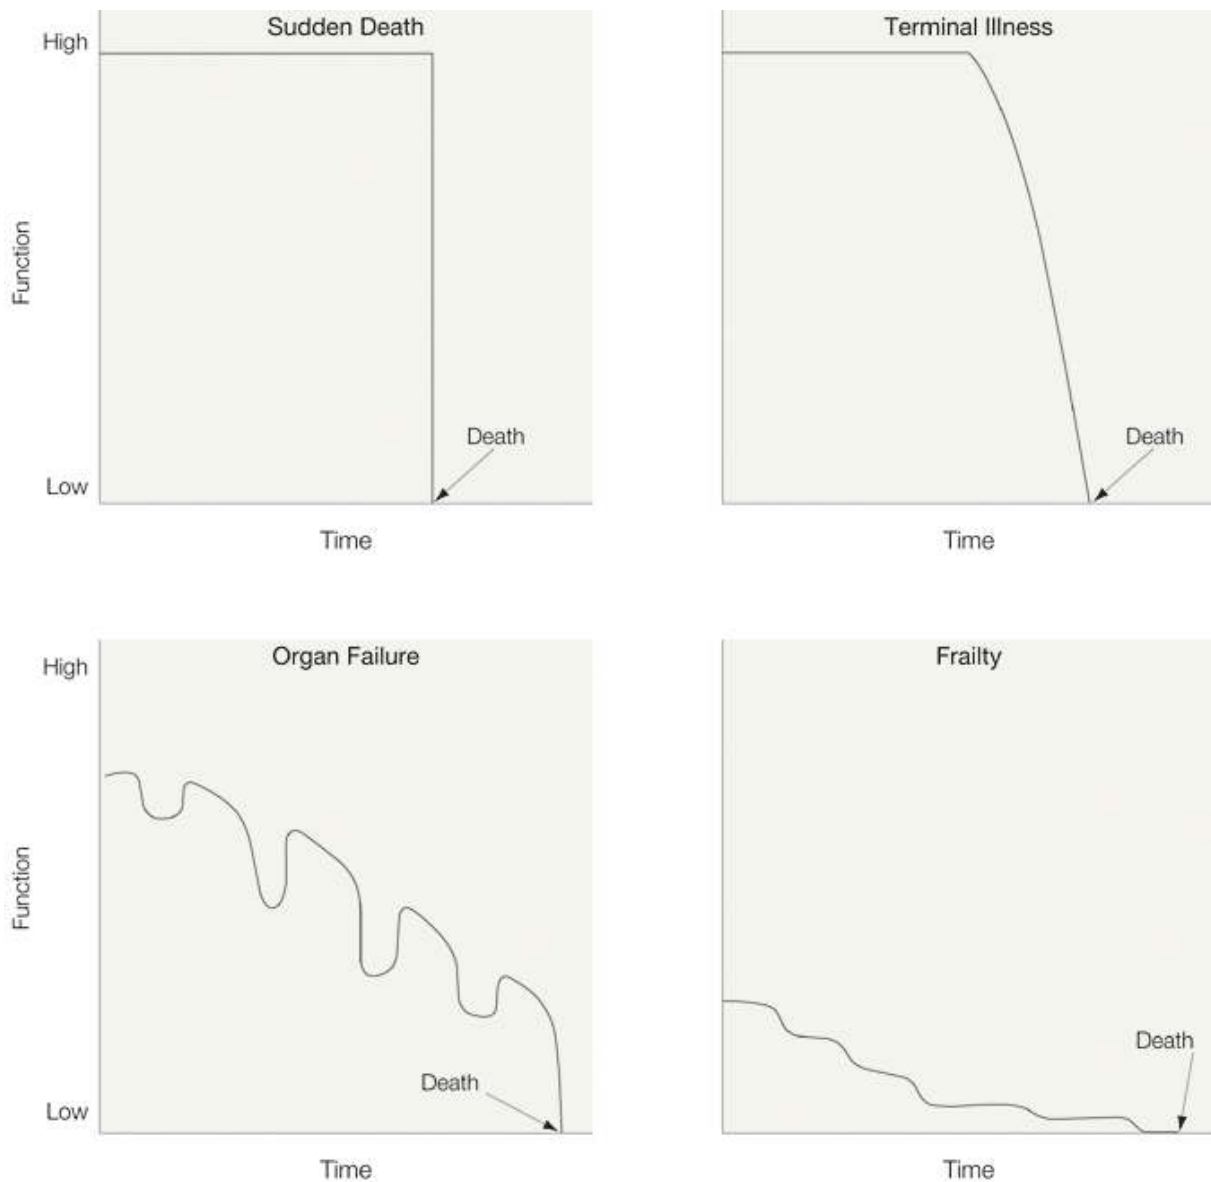 Sudden Death
High
Function
Death
Low
Time
Terminal Illness
Death
Time
Organ Failure
High
Function
Death
Low
Time
Frailty
Death
Time